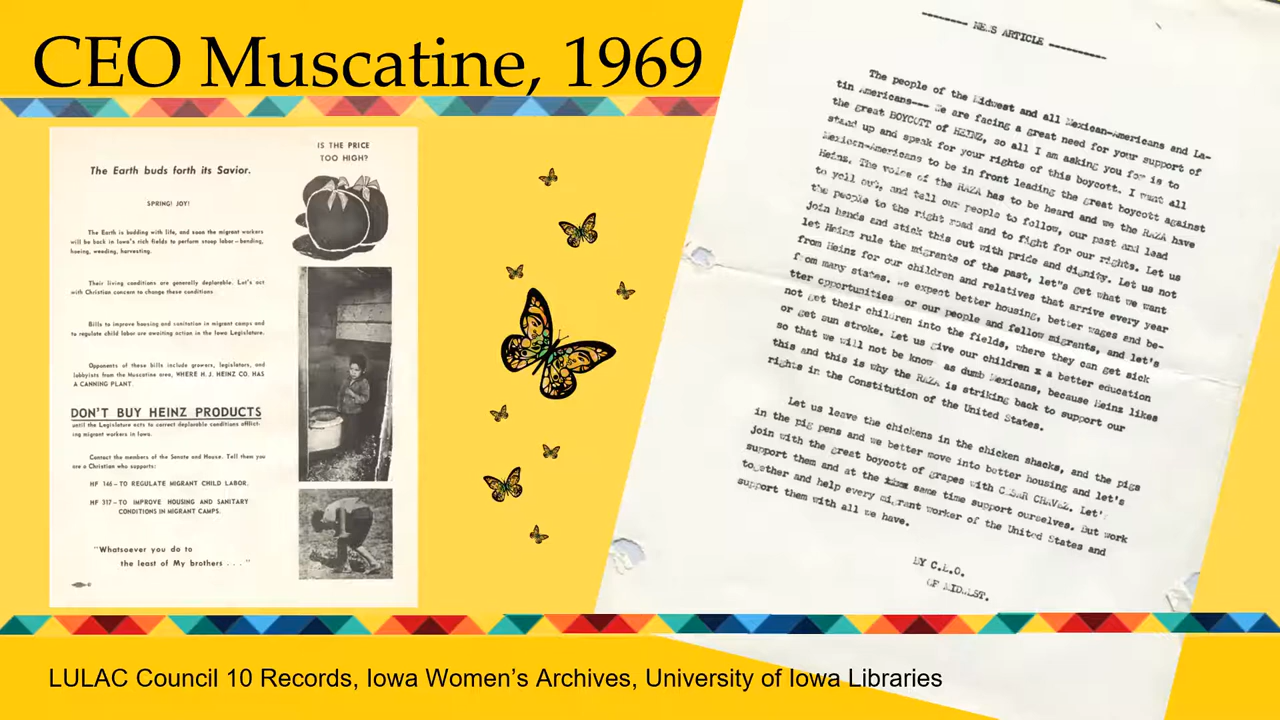 CEO Muscatine, 1969
The Earth buds forth its Savior.
SPRING! JOY!
The Earth is budding with life, and soon the migrant workers
will be back in Iowa's rich fields to perform stoop labor—bending,
hoeing, weeding, harvesting.
Their living conditions are generally deplorable. Let's act
with Christian concern to change these conditions
Bills to improve housing and sanitation in migrant camps and
to regulate child labor are awaiting action in the Iowa Legislature.
Opponents of these bills include growers, legislators, and
lobbyists from the Muscatine area, WHERE H. J. HEINZ CO. HAS
A CANNING PLANT.
DON'T BUY HEINZ PRODUCTS
until the Legislature acts to correct deplorable conditions afflict-
ing migrant workers in Iowa.
Contact the members of the Senate and House. Tell them you
are a Christian who supports:
HF 146—TO REGULATE MIGRANT CHILD LABOR.
HF 317—TO IMPROVE HOUSING AND SANITARY
CONDITIONS IN MIGRANT CAMPS.
"Whatsoever you do to
the least of My brothers . . ."
IS THE PRICE
TOO HIGH?
NEWS ARTICLE
The people of the Midwest and all Mexican-Americans and La-
tin Americans--- We are facing a great need for your support of
the great BOYCOTT of HEINZ, so all I am asking you for is to
stand up and speak for your rights of this boycott. I want all
Mexican-Americans to be in front leading the great boycott against
Heinz. The voice of the RAZA has to be heard and we the RAZA have
to yell out, and tell our people to follow, our past and lead
the people to the right road and to fight for our rights. Let us
join hands and stick this out with pride and dignity. Let us not
let Heinz rule the migrants of the past, let"s get what we want
from Heinz for our children and relatives that arrive every year
from many states. We expect better housing, better wages and be-
tter opportunities or our people and fellow migrants, and let's
not get their children into the fields, where they can get sick
or get sun stroke. Let us give our children x a better education
so that we will not be know as dumb Mexicans, because Heinz likes
this and this is why the RAZA is striking back to support our
rights in the Constitution of the United States.
Let us leave the chickens in the chicken shacks, and the pigs
in the pig pens and we better move into better housing and let's
join with the great boycott of grapes with CESAR CHAVEZ. Let'
support them and at the same time support ourselves. But work
together and help every migrant worker of the United States and
support them with all we have.
BY C.E.O.
OF MIDWEST.
LULAC Council 10 Records, Iowa Women's Archives, University of Iowa Libraries